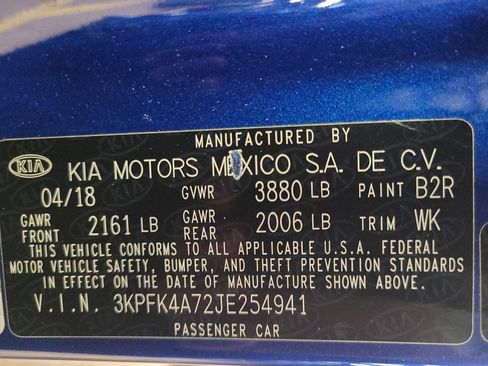 MANUFACTURED BY
KIA KIA MOTORS MEXICO S.A. DE C.V.
04/18 GVWR 3880 LB PAINT B2R
GAWR FRONT 2161 LB GAWR REAR 2006 LB TRIM WK
THIS VEHICLE CONFORMS TO ALL APPLICABLE U.S.A. FEDERAL
MOTOR VEHICLE SAFETY, BUMPER, AND THEFT PREVENTION STANDARDS
IN EFFECT ON THE DATE OF MANUFACTURE SHOWN ABOVE.
V.I.N. 3KPFK4A72JE254941
PASSENGER CAR